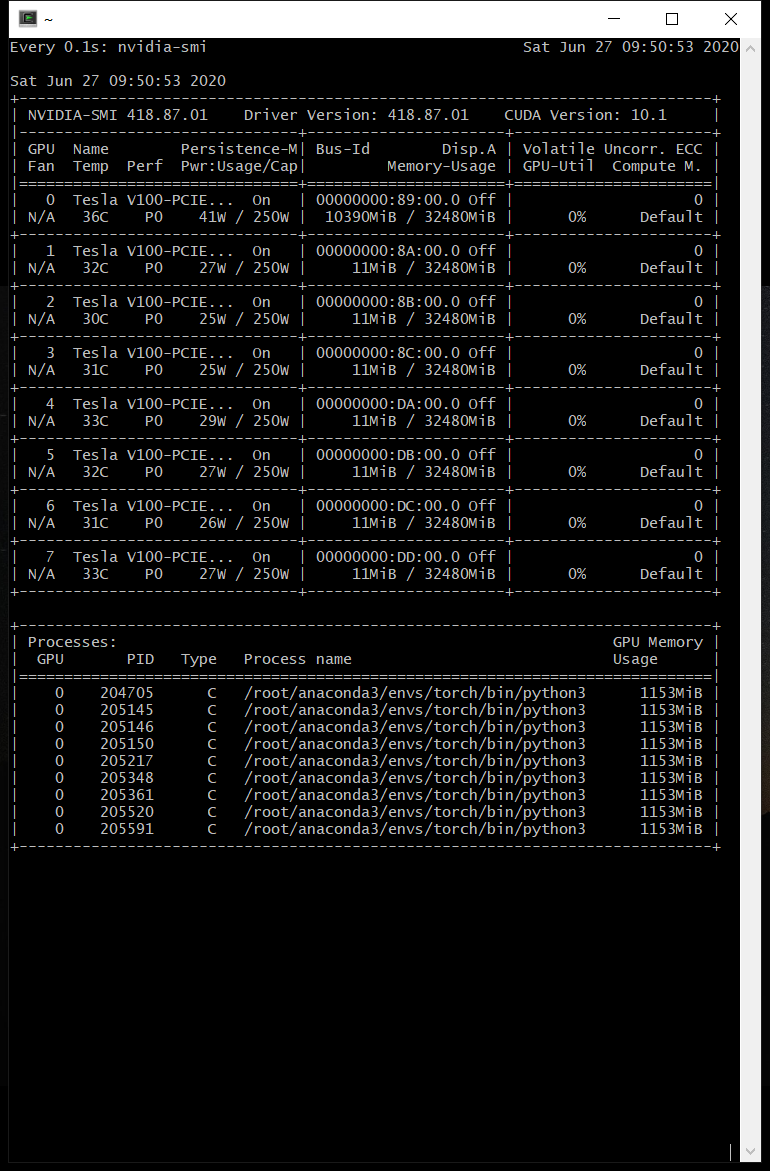 ~
Every 0.1s: nvidia-smi                                   Sat Jun 27 09:50:53 2020

Sat Jun 27 09:50:53 2020
+-----------------------------------------------------------------------------+
| NVIDIA-SMI 418.87.01    Driver Version: 418.87.01    CUDA Version: 10.1     |
|-------------------------------+----------------------+----------------------+
| GPU  Name        Persistence-M| Bus-Id        Disp.A | Volatile Uncorr. ECC |
| Fan  Temp  Perf  Pwr:Usage/Cap|         Memory-Usage | GPU-Util  Compute M. |
|===============================+======================+======================|
|   0  Tesla V100-PCIE...  On   | 00000000:89:00.0 Off |                    0 |
| N/A   36C    P0    41W / 250W |  10390MiB / 32480MiB |      0%      Default |
+-------------------------------+----------------------+----------------------+
|   1  Tesla V100-PCIE...  On   | 00000000:8A:00.0 Off |                    0 |
| N/A   32C    P0    27W / 250W |     11MiB / 32480MiB |      0%      Default |
+-------------------------------+----------------------+----------------------+
|   2  Tesla V100-PCIE...  On   | 00000000:8B:00.0 Off |                    0 |
| N/A   30C    P0    25W / 250W |     11MiB / 32480MiB |      0%      Default |
+-------------------------------+----------------------+----------------------+
|   3  Tesla V100-PCIE...  On   | 00000000:8C:00.0 Off |                    0 |
| N/A   31C    P0    25W / 250W |     11MiB / 32480MiB |      0%      Default |
+-------------------------------+----------------------+----------------------+
|   4  Tesla V100-PCIE...  On   | 00000000:DA:00.0 Off |                    0 |
| N/A   33C    P0    29W / 250W |     11MiB / 32480MiB |      0%      Default |
+-------------------------------+----------------------+----------------------+
|   5  Tesla V100-PCIE...  On   | 00000000:DB:00.0 Off |                    0 |
| N/A   32C    P0    27W / 250W |     11MiB / 32480MiB |      0%      Default |
+-------------------------------+----------------------+----------------------+
|   6  Tesla V100-PCIE...  On   | 00000000:DC:00.0 Off |                    0 |
| N/A   31C    P0    26W / 250W |     11MiB / 32480MiB |      0%      Default |
+-------------------------------+----------------------+----------------------+
|   7  Tesla V100-PCIE...  On   | 00000000:DD:00.0 Off |                    0 |
| N/A   33C    P0    27W / 250W |     11MiB / 32480MiB |      0%      Default |
+-------------------------------+----------------------+----------------------+

+-----------------------------------------------------------------------------+
| Processes:                                                       GPU Memory |
|  GPU       PID   Type   Process name                             Usage      |
|=============================================================================|
|    0    204705      C   /root/anaconda3/envs/torch/bin/python3      1153MiB |
|    0    205145      C   /root/anaconda3/envs/torch/bin/python3      1153MiB |
|    0    205146      C   /root/anaconda3/envs/torch/bin/python3      1153MiB |
|    0    205150      C   /root/anaconda3/envs/torch/bin/python3      1153MiB |
|    0    205217      C   /root/anaconda3/envs/torch/bin/python3      1153MiB |
|    0    205348      C   /root/anaconda3/envs/torch/bin/python3      1153MiB |
|    0    205361      C   /root/anaconda3/envs/torch/bin/python3      1153MiB |
|    0    205520      C   /root/anaconda3/envs/torch/bin/python3      1153MiB |
|    0    205591      C   /root/anaconda3/envs/torch/bin/python3      1153MiB |
+-----------------------------------------------------------------------------+